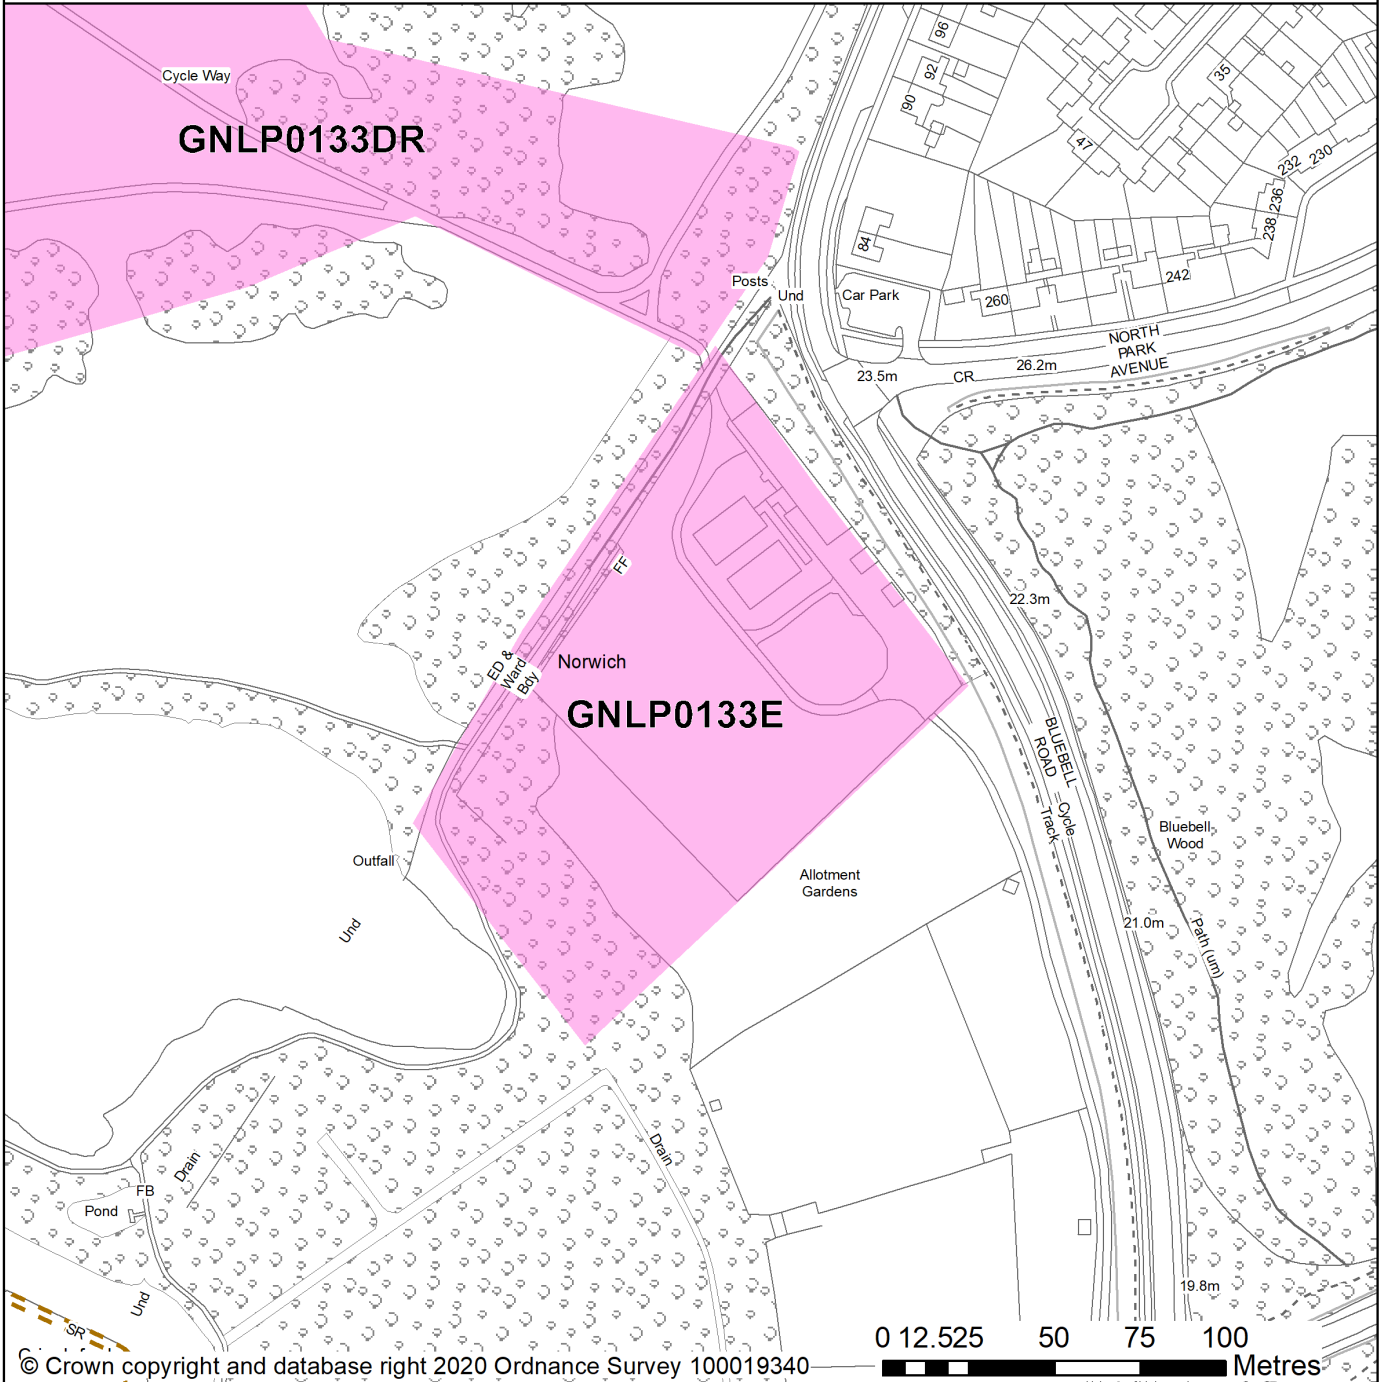 Cycle Way
GNLP0133DR
96
92
90
35
47
232
230
236
238
84
Posts
Und
Car Park
260
242
NORTH
PARK
AVENUE
26.2m
23.5m
CR
FF
22.3m
ED &
Ward
Bdy
Norwich
GNLP0133E
BLUEBELL
ROAD
Cycle
Track
Bluebell
Wood
Outfall
Allotment
Gardens
Und
21.0m
Path (um)
Drain
Drain
FB
Pond
Und
19.8m
SR
0 12.525 50 75 100
Metres
© Crown copyright and database right 2020 Ordnance Survey 100019340